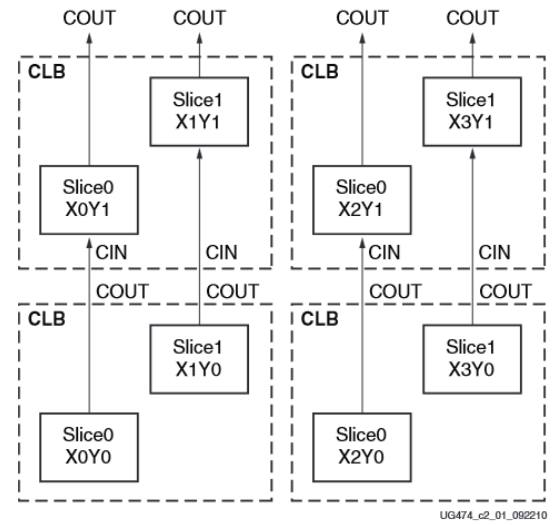 COUT COUT COUT COUT
CLB CLB
Slice1
X1Y1
Slice1
X3Y1
Slice0
X0Y1
Slice0
X2Y1
CIN CIN CIN CIN
COUT COUT COUT COUT
CLB CLB
Slice1
X1Y0
Slice1
X3Y0
Slice0
X0Y0
Slice0
X2Y0
UG474_c2_01_092210